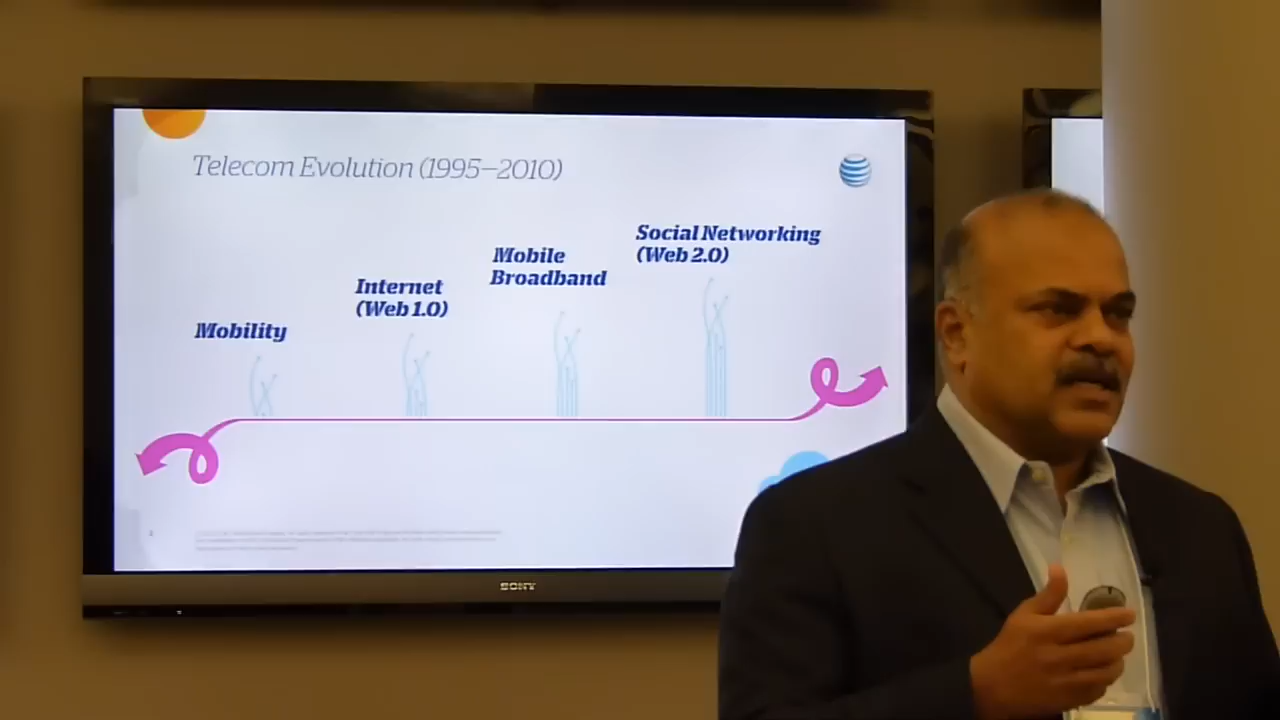 Telecom Evolution (1995–2010)
Social Networking
(Web 2.0)
Mobile
Broadband
Internet
(Web 1.0)
Mobility
SONY